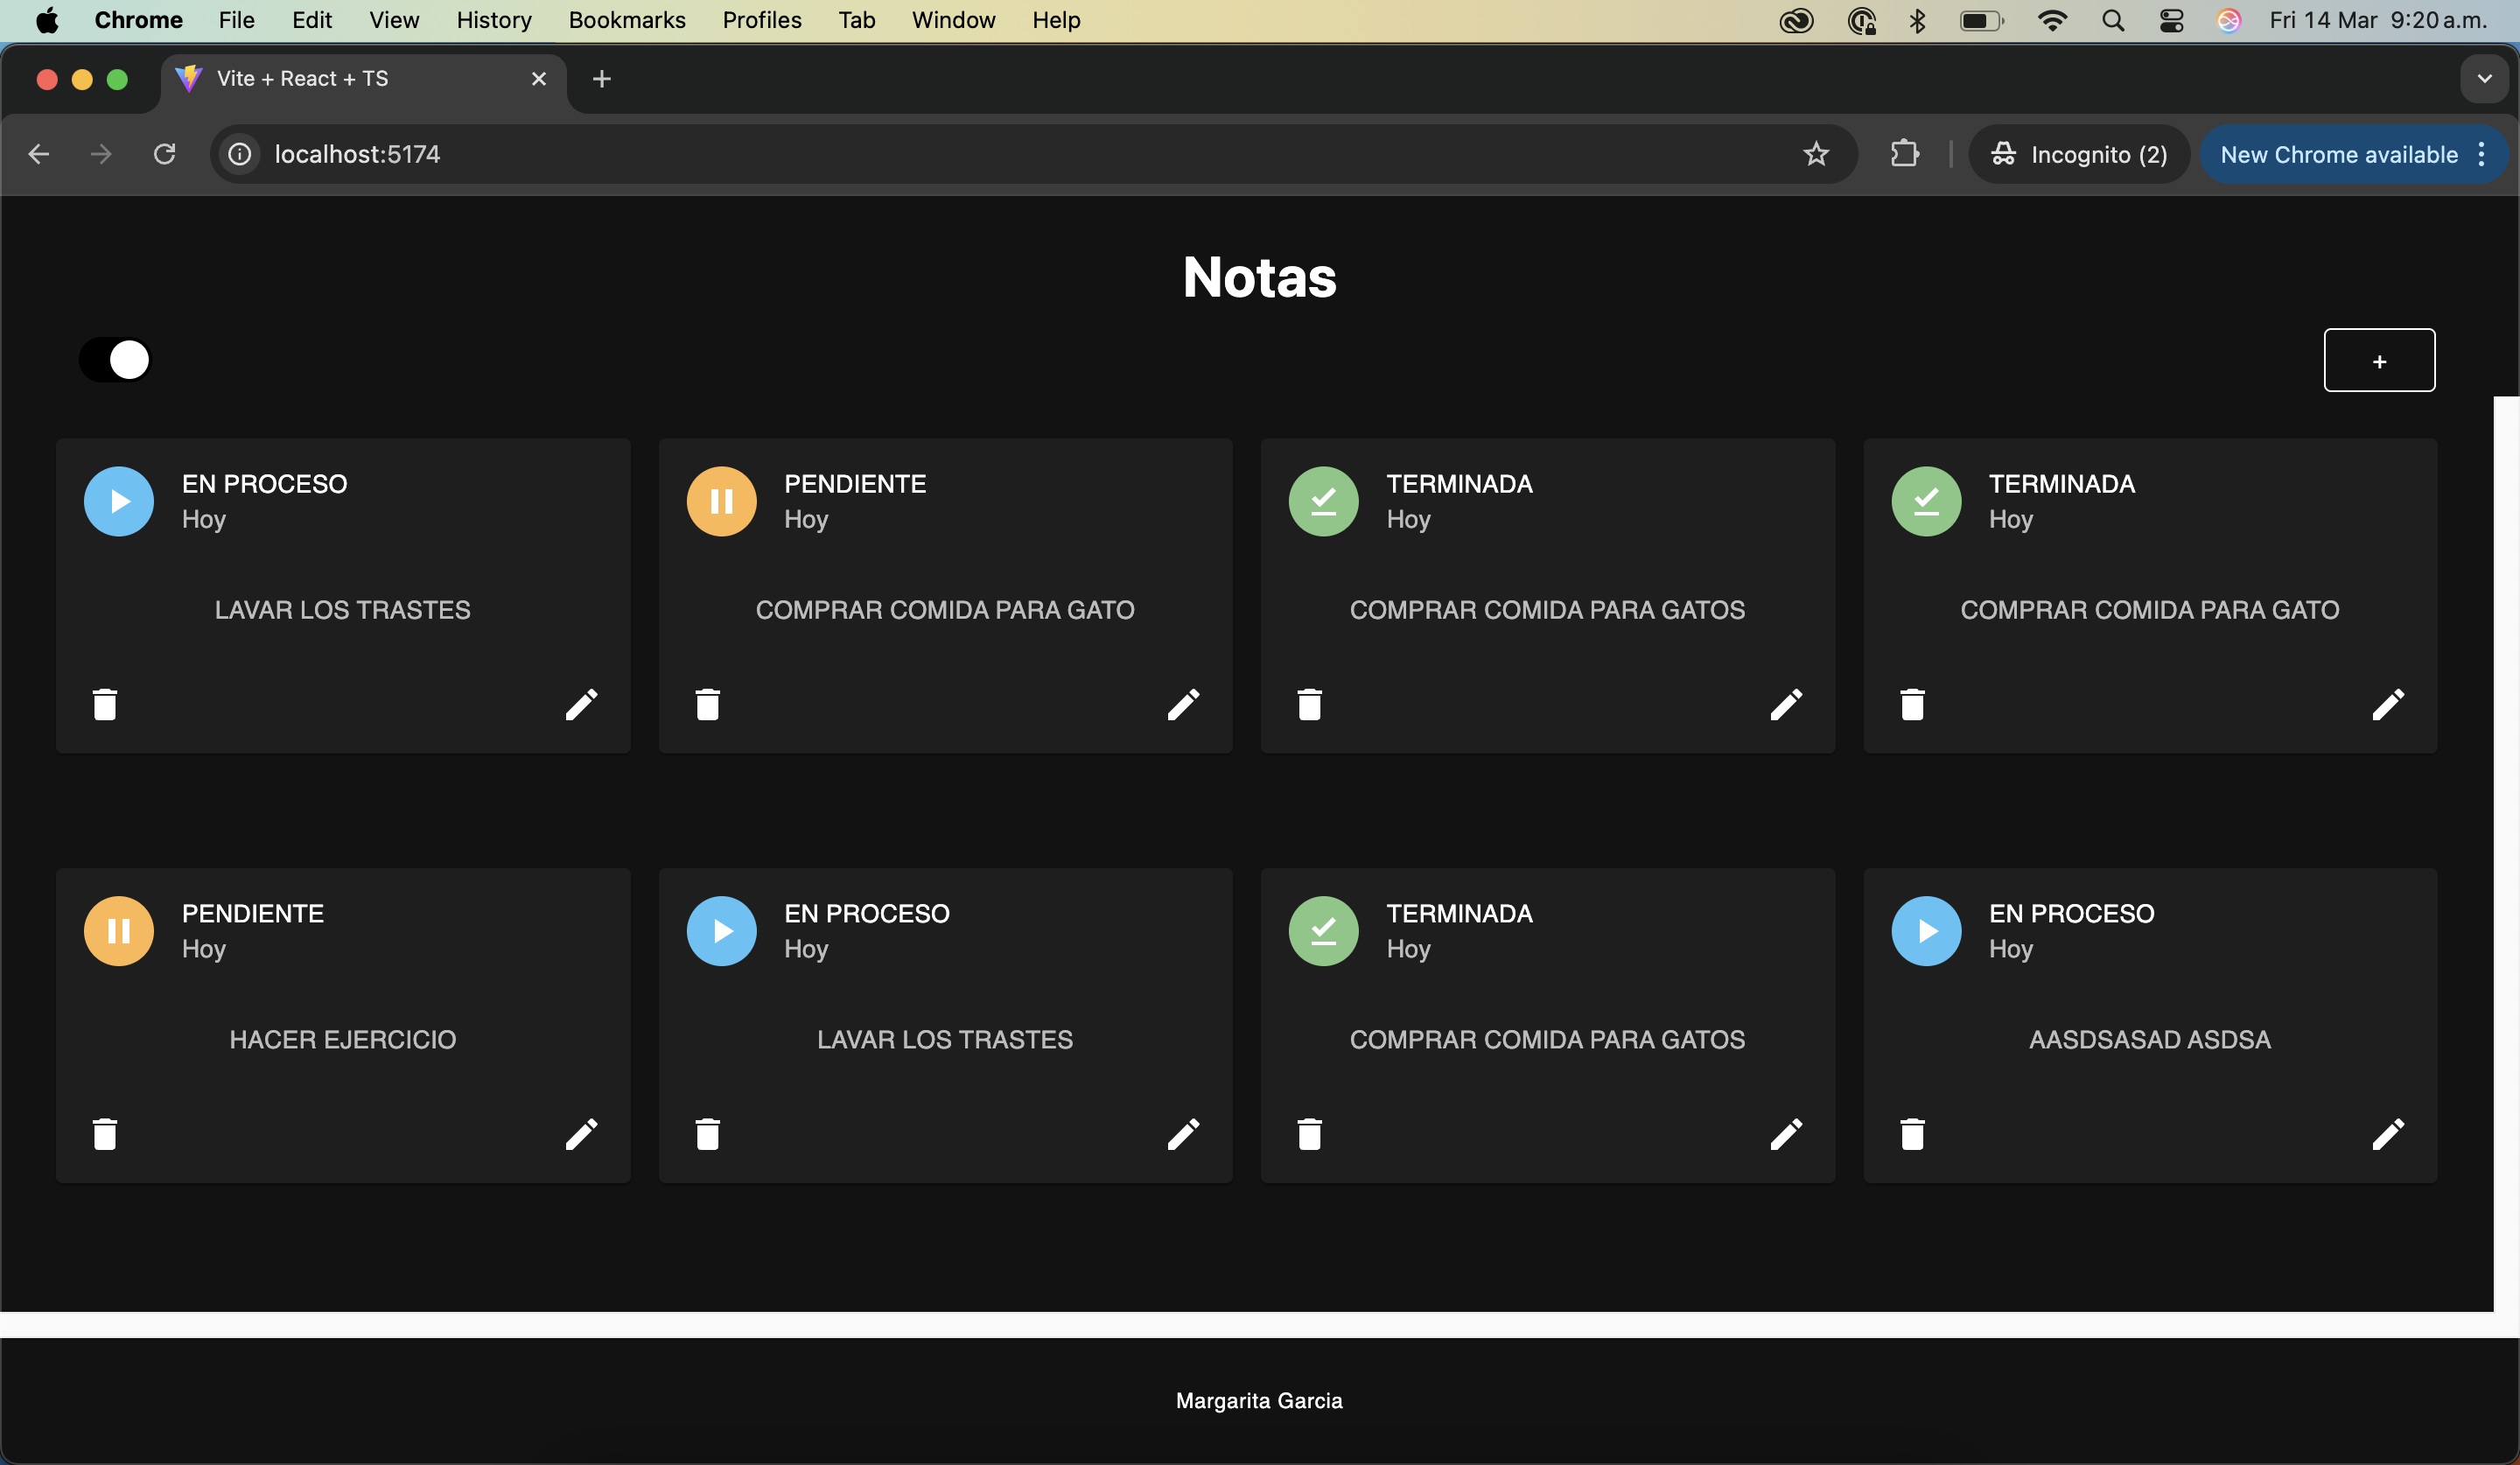 Chrome File Edit View History Bookmarks Profiles Tab Window Help Fri 14 Mar 9:20 a.m.
Vite + React + TS
localhost:5174 Incognito (2) New Chrome available
Notas
+
EN PROCESO
Hoy
LAVAR LOS TRASTES
PENDIENTE
Hoy
COMPRAR COMIDA PARA GATO
TERMINADA
Hoy
COMPRAR COMIDA PARA GATOS
TERMINADA
Hoy
COMPRAR COMIDA PARA GATO
PENDIENTE
Hoy
HACER EJERCICIO
EN PROCESO
Hoy
LAVAR LOS TRASTES
TERMINADA
Hoy
COMPRAR COMIDA PARA GATOS
EN PROCESO
Hoy
AASDSASAD ASDSA
Margarita Garcia